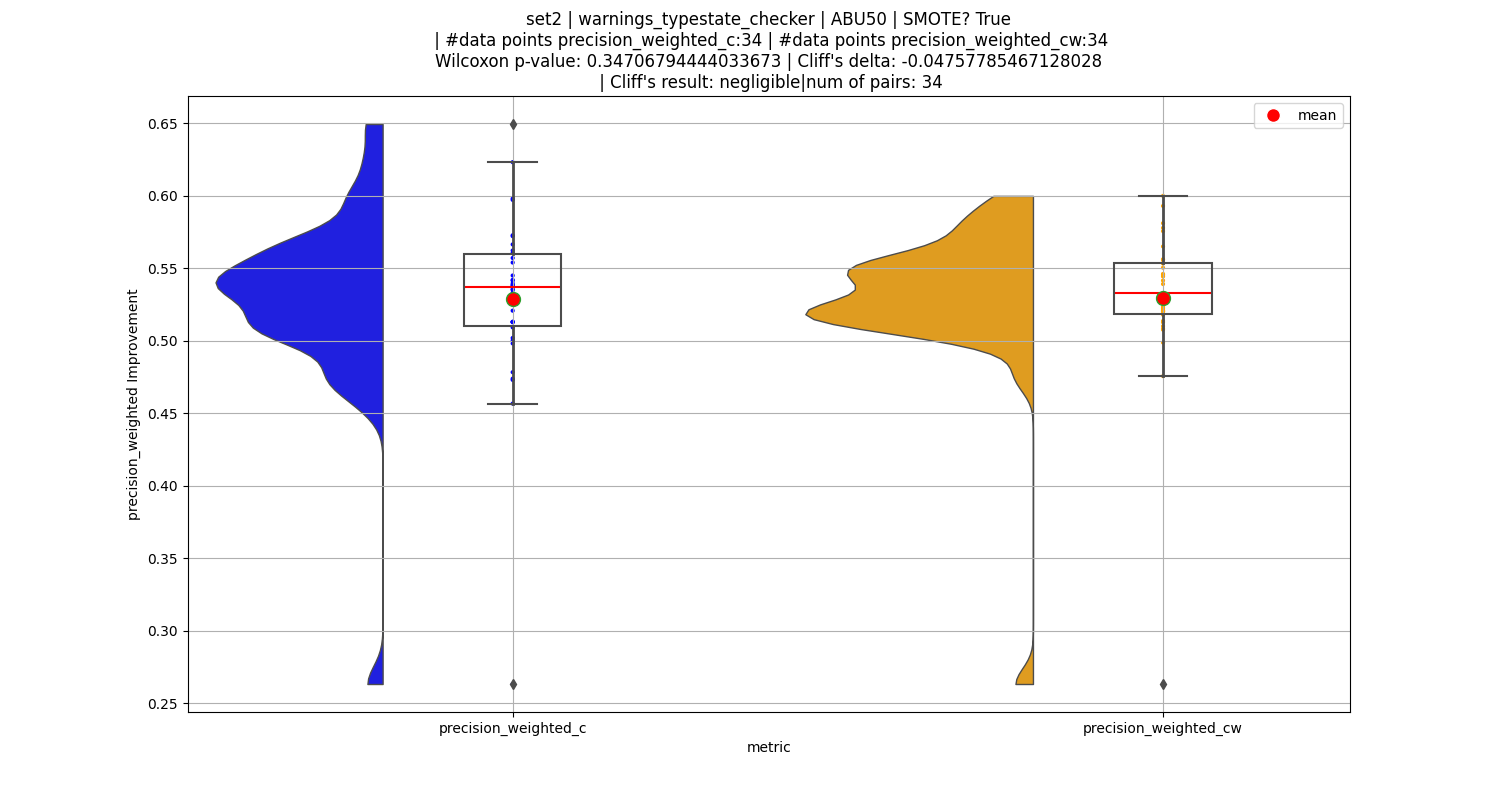 set2 | warnings_typestate_checker | ABU50 | SMOTE? True
| #data points precision_weighted_c:34 | #data points precision_weighted_cw:34
Wilcoxon p-value: 0.34706794444033673 | Cliff's delta: -0.04757785467128028
| Cliff's result: negligible|num of pairs: 34
mean
0.65
0.60
0.55
0.50
0.45
0.40
0.35
0.30
0.25
precision_weighted Improvement
precision_weighted_c
precision_weighted_cw
metric